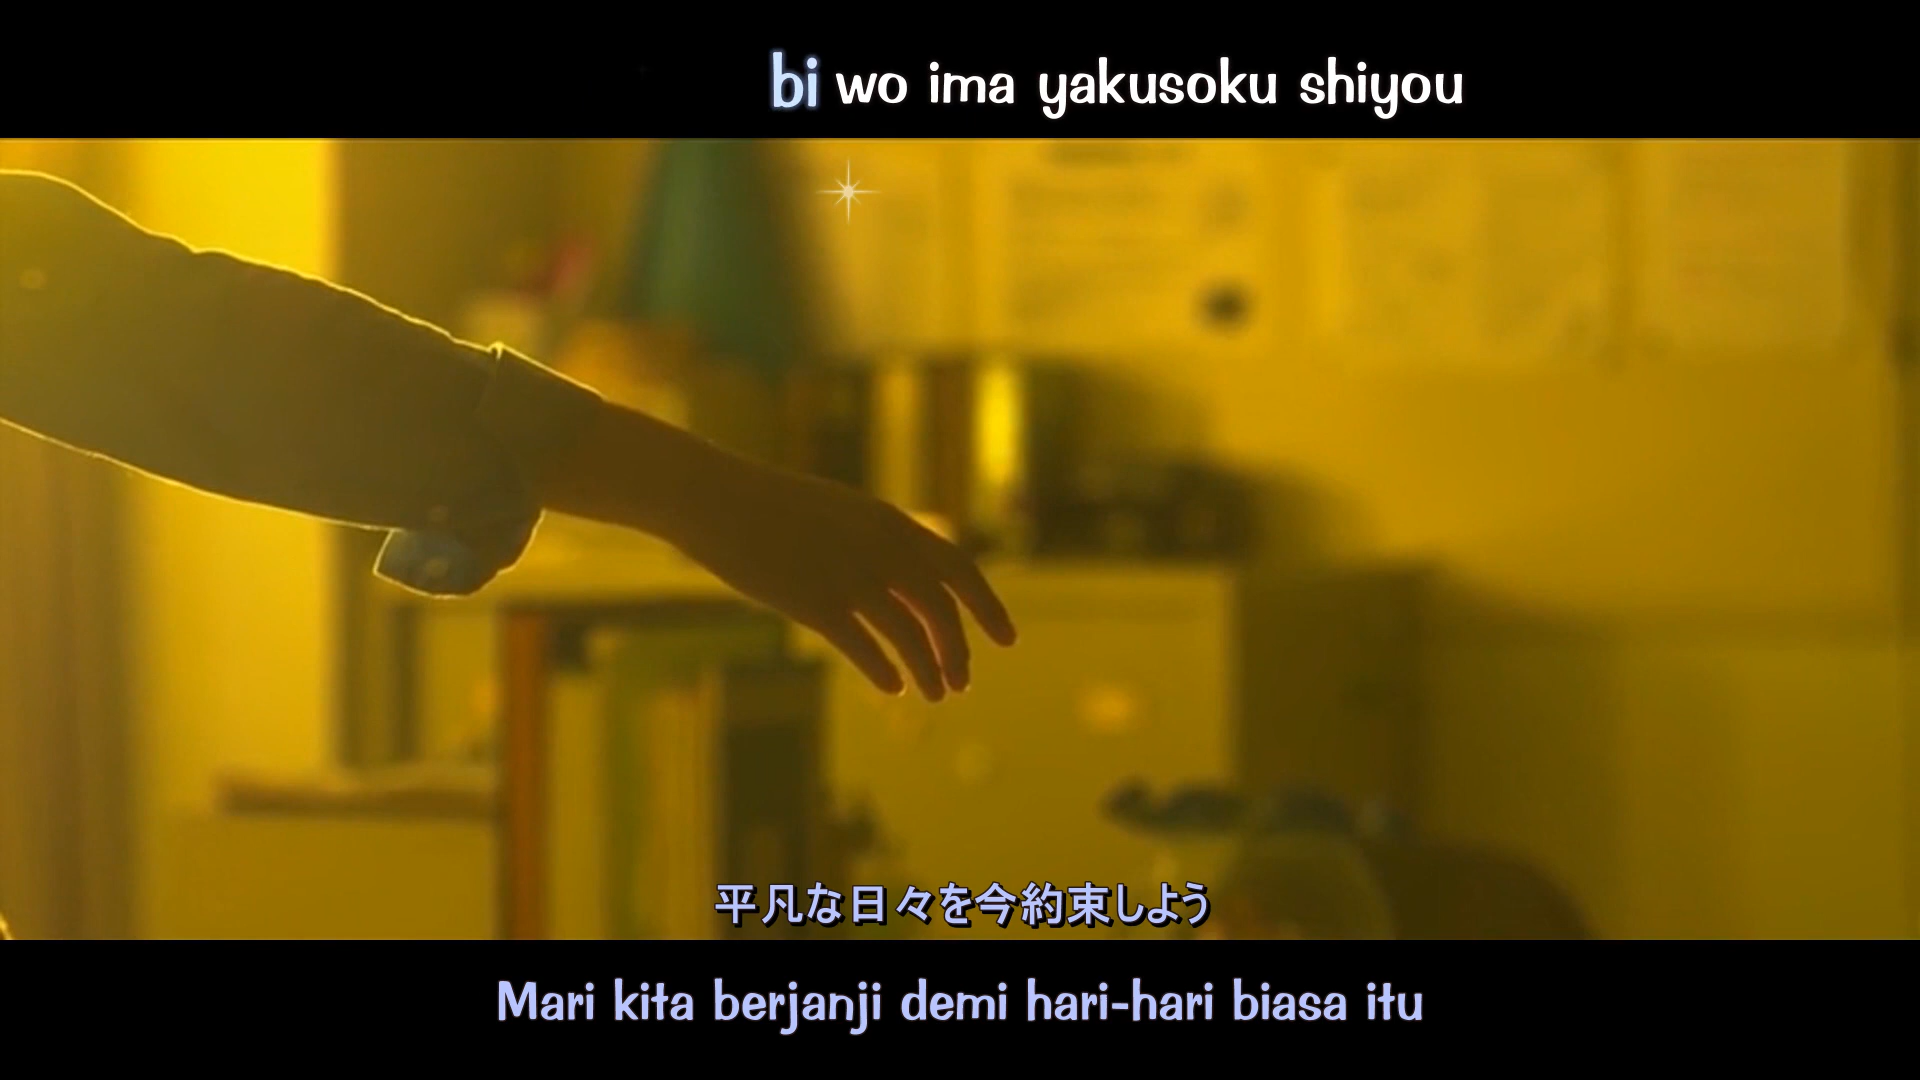 bi wo ima yakusoku shiyou
平凡な日々を今約束しよう
Mari kita berjanji demi hari-hari biasa itu